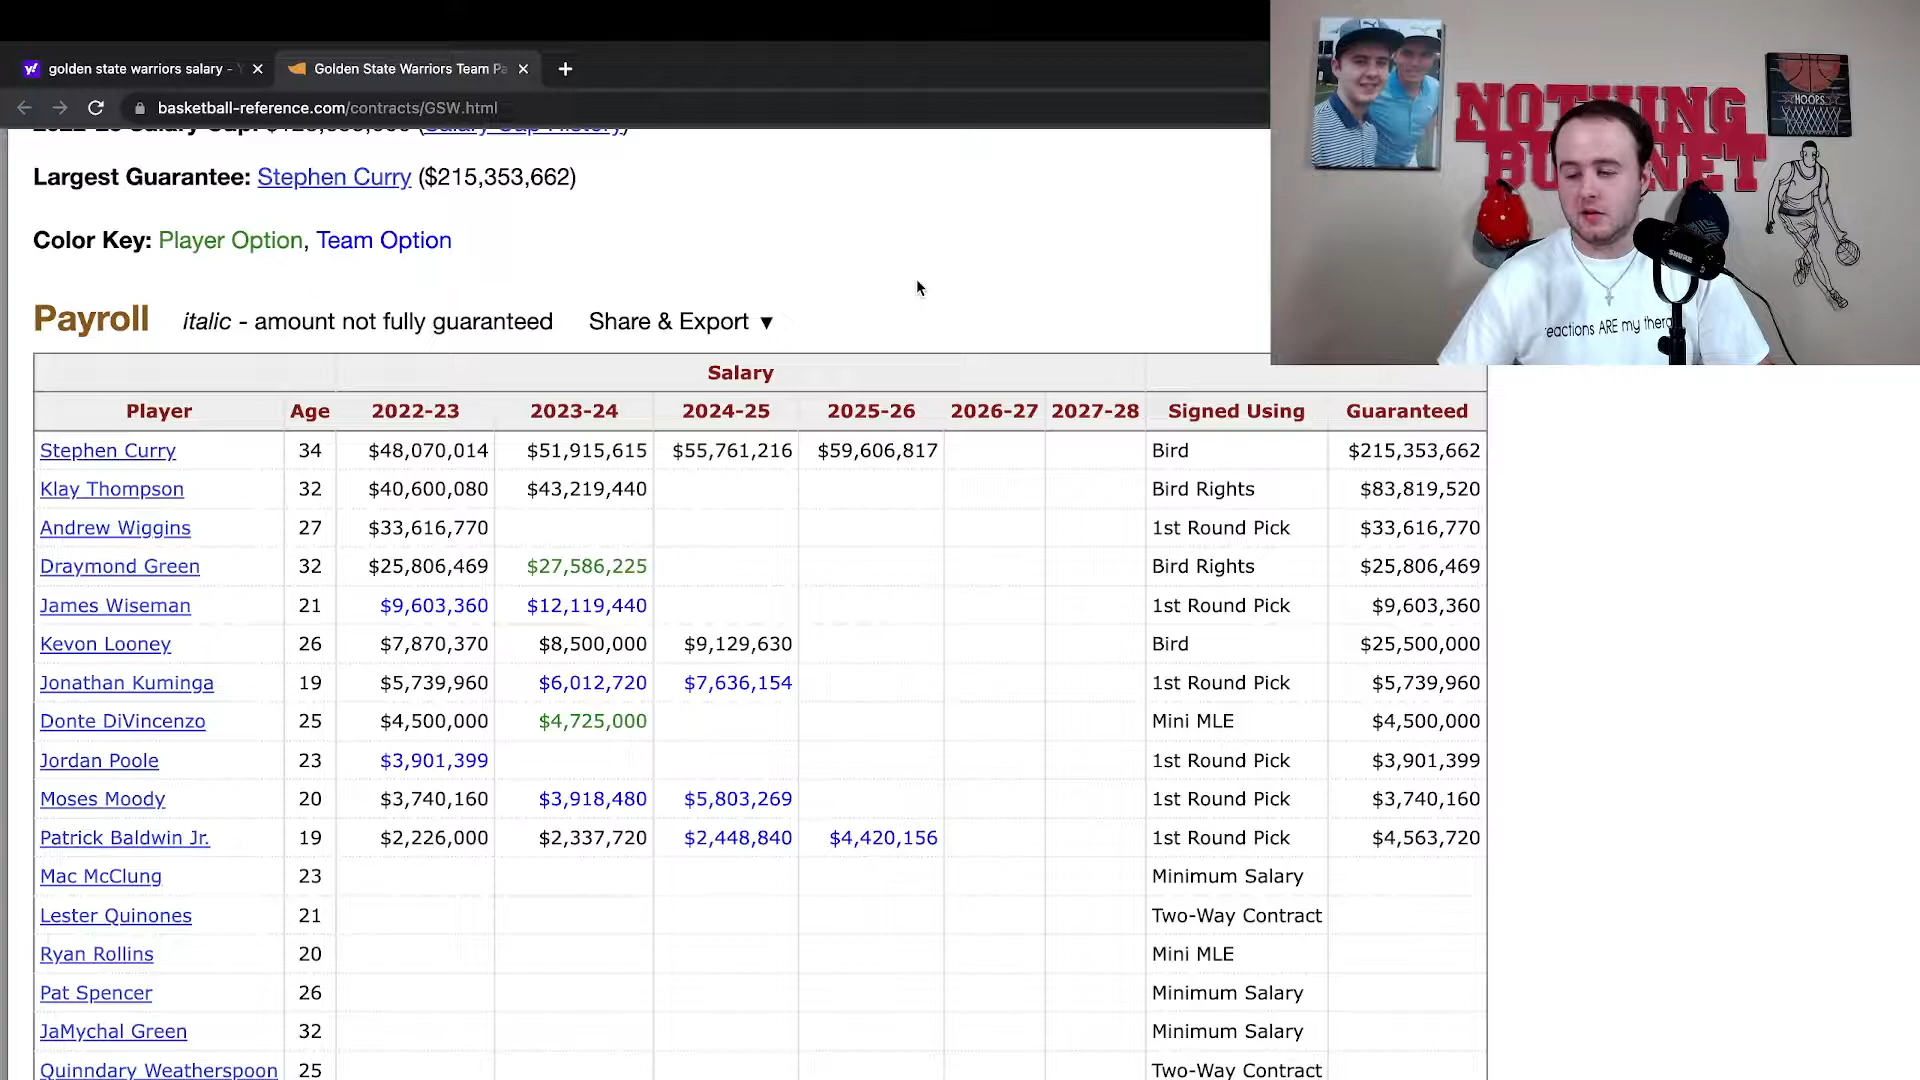 golden state warriors salary -
Golden State Warriors Team Pa
basketball-reference.com/contracts/GSW.html
Largest Guarantee: Stephen Curry ($215,353,662)
Color Key: Player Option, Team Option
Payroll italic - amount not fully guaranteed Share & Export ▼
Salary
Player Age 2022-23 2023-24 2024-25 2025-26 2026-27 2027-28 Signed Using Guaranteed
Stephen Curry 34 $48,070,014 $51,915,615 $55,761,216 $59,606,817 Bird $215,353,662
Klay Thompson 32 $40,600,080 $43,219,440 Bird Rights $83,819,520
Andrew Wiggins 27 $33,616,770 1st Round Pick $33,616,770
Draymond Green 32 $25,806,469 $27,586,225 Bird Rights $25,806,469
James Wiseman 21 $9,603,360 $12,119,440 1st Round Pick $9,603,360
Kevon Looney 26 $7,870,370 $8,500,000 $9,129,630 Bird $25,500,000
Jonathan Kuminga 19 $5,739,960 $6,012,720 $7,636,154 1st Round Pick $5,739,960
Donte DiVincenzo 25 $4,500,000 $4,725,000 Mini MLE $4,500,000
Jordan Poole 23 $3,901,399 1st Round Pick $3,901,399
Moses Moody 20 $3,740,160 $3,918,480 $5,803,269 1st Round Pick $3,740,160
Patrick Baldwin Jr. 19 $2,226,000 $2,337,720 $2,448,840 $4,420,156 1st Round Pick $4,563,720
Mac McClung 23 Minimum Salary
Lester Quinones 21 Two-Way Contract
Ryan Rollins 20 Mini MLE
Pat Spencer 26 Minimum Salary
JaMychal Green 32 Minimum Salary
Quinndary Weatherspoon 25 Two-Way Contract
NOTHING
HOOPS
SHURE
reactions ARE my